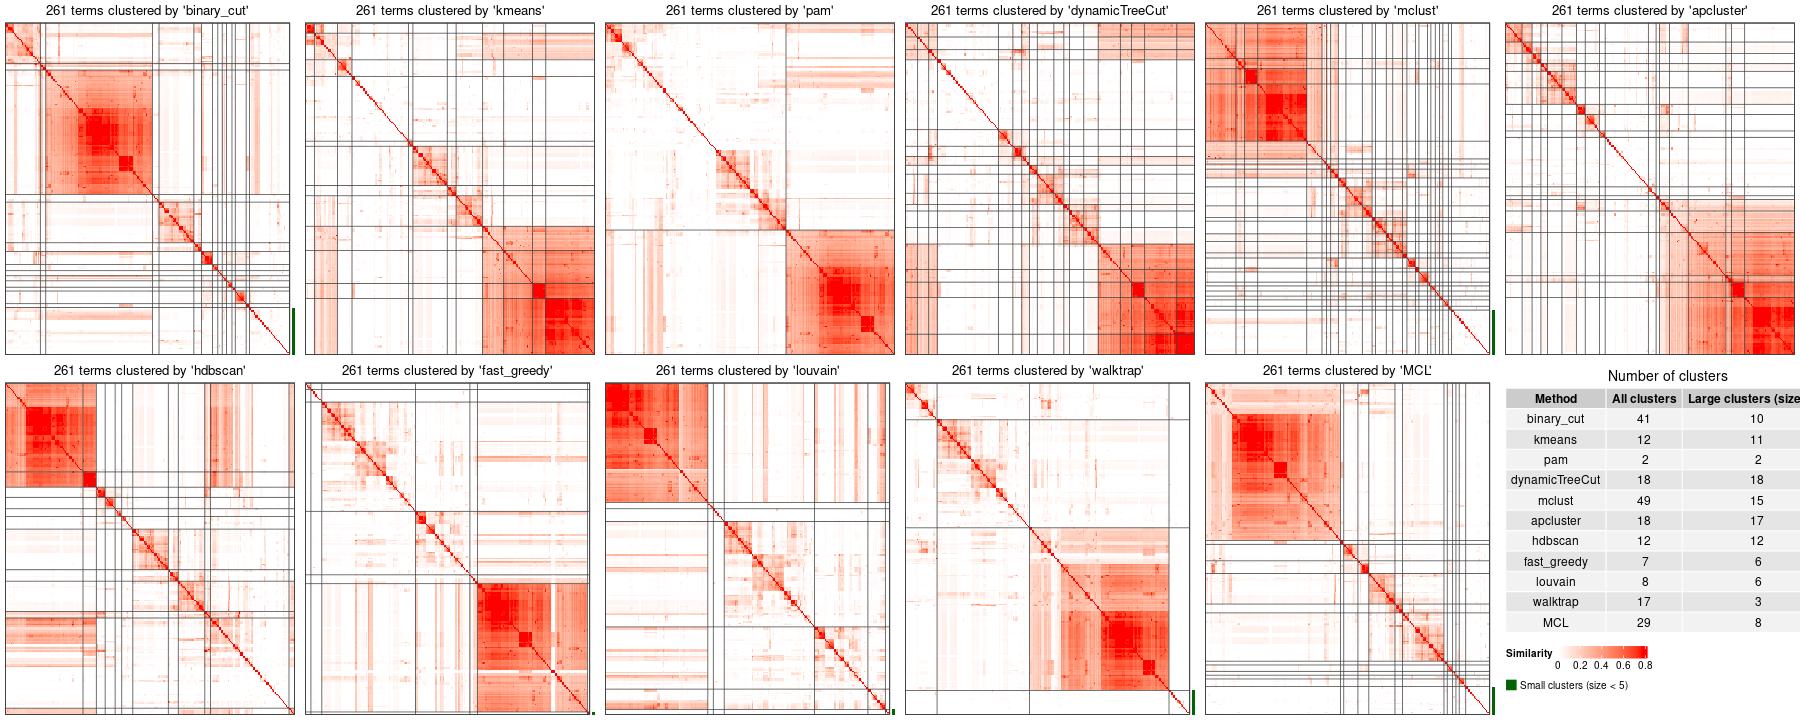 261 terms clustered by 'binary_cut'
261 terms clustered by 'kmeans'
261 terms clustered by 'pam'
261 terms clustered by 'dynamicTreeCut'
261 terms clustered by 'mclust'
261 terms clustered by 'apcluster'
261 terms clustered by 'hdbscan'
261 terms clustered by 'fast_greedy'
261 terms clustered by 'louvain'
261 terms clustered by 'walktrap'
261 terms clustered by 'MCL'
Number of clusters
Method All clusters Large clusters (size
binary_cut 41 10
kmeans 12 11
pam 2 2
dynamicTreeCut 18 18
mclust 49 15
apcluster 18 17
hdbscan 12 12
fast_greedy 7 6
louvain 8 6
walktrap 17 3
MCL 29 8
Similarity
0 0.2 0.4 0.6 0.8
Small clusters (size < 5)